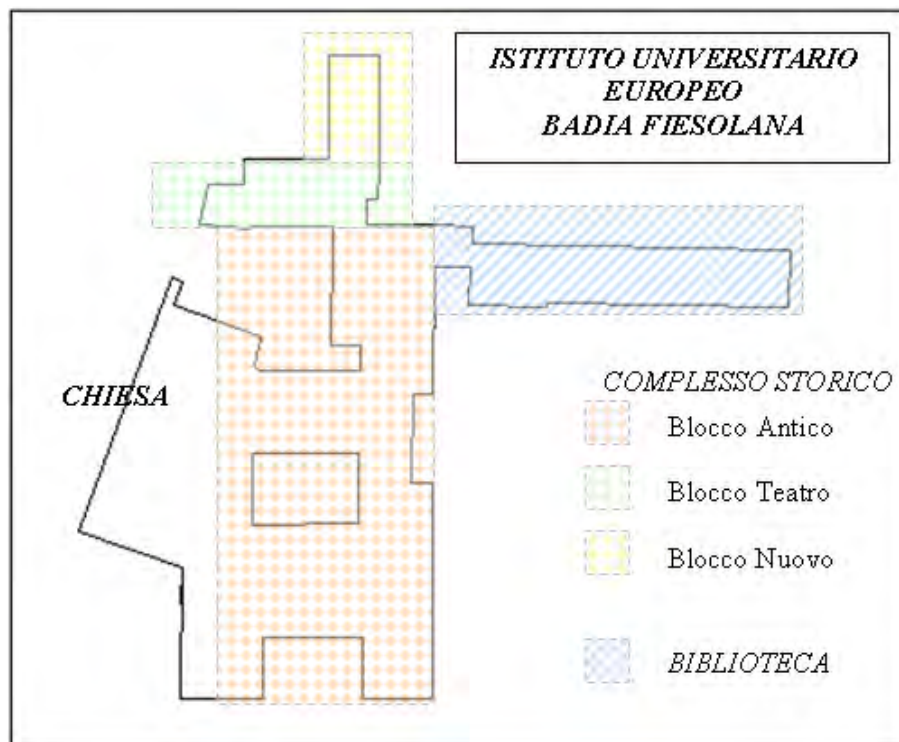 ISTITUTO UNIVERSITARIO
EUROPEO
BADIA FIESOLANA
CHIESA
COMPLESSO STORICO
Blocco Antico
Blocco Teatro
Blocco Nuovo
BIBLIOTECA